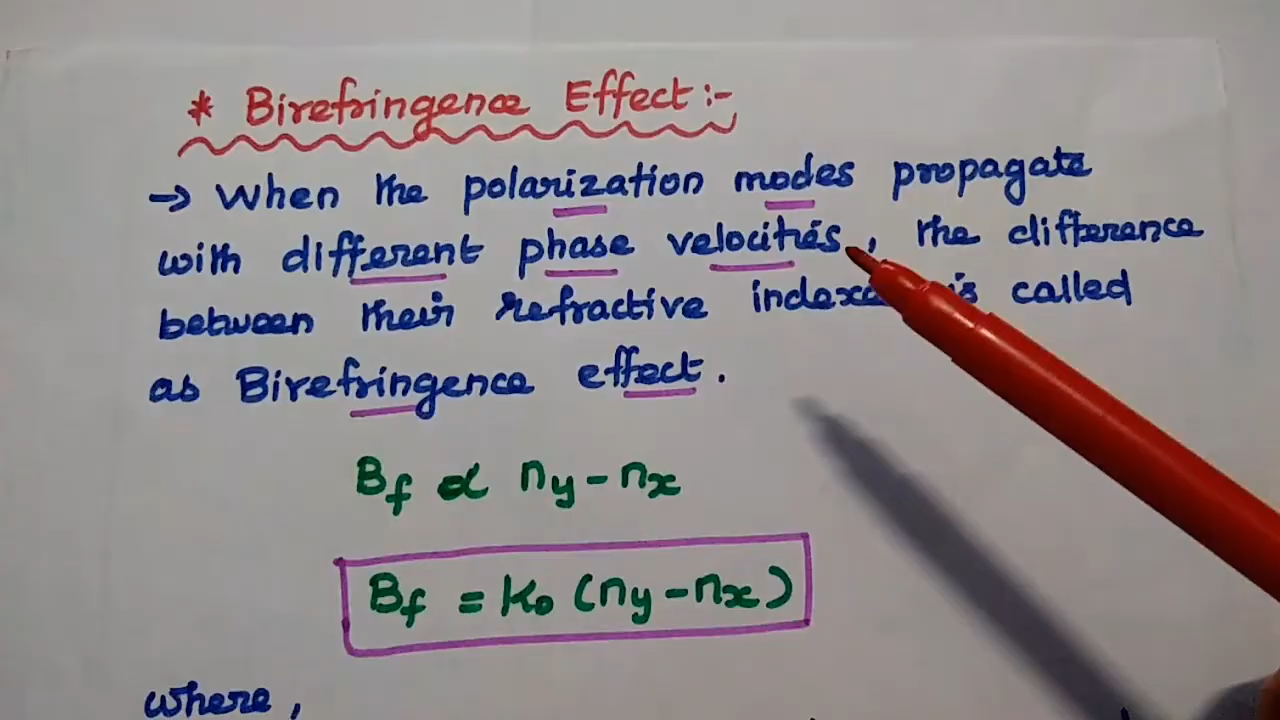 * Birefringence Effect :-
→ When the polarization modes propagate
with different phase velocities, the difference
between their refractive is called
as Birefringence effect.
Bf ∝ ny - nx
Bf = K0 (ny - nx)
where,